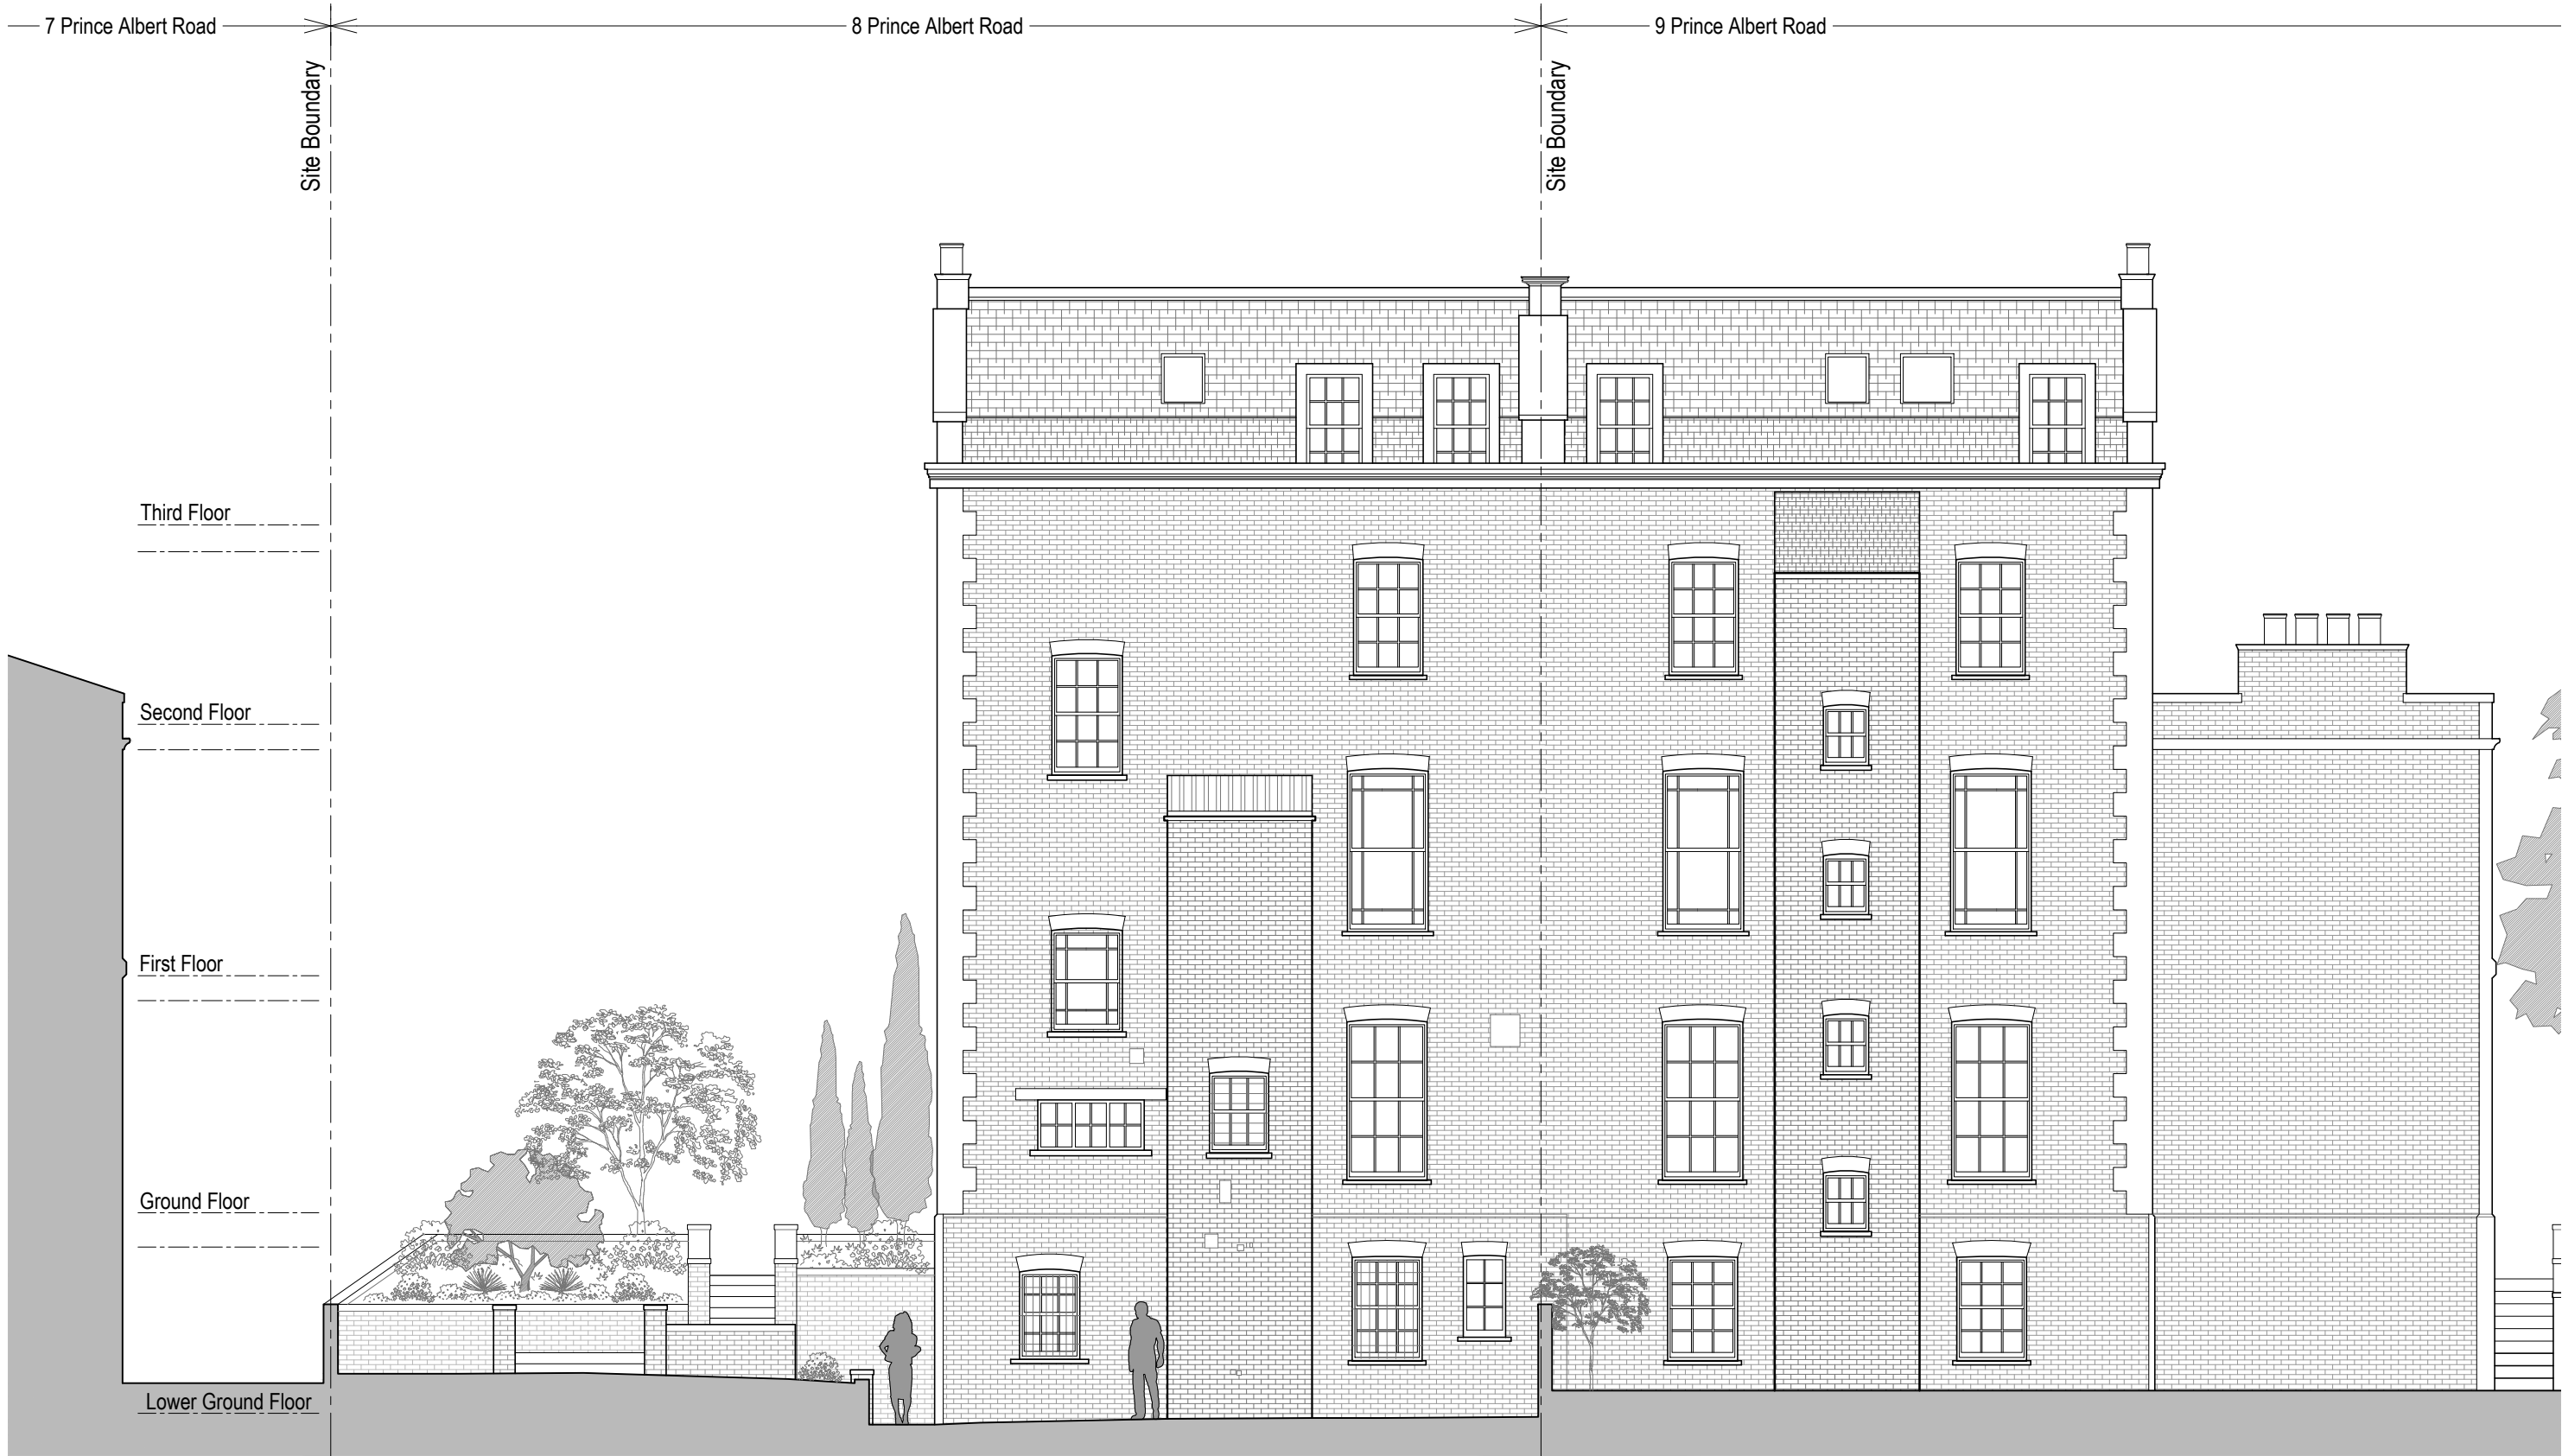 7 Prince Albert Road
8 Prince Albert Road
9 Prince Albert Road
Site Boundary
Site Boundary
Third Floor
Second Floor
First Floor
Ground Floor
Lower Ground Floor